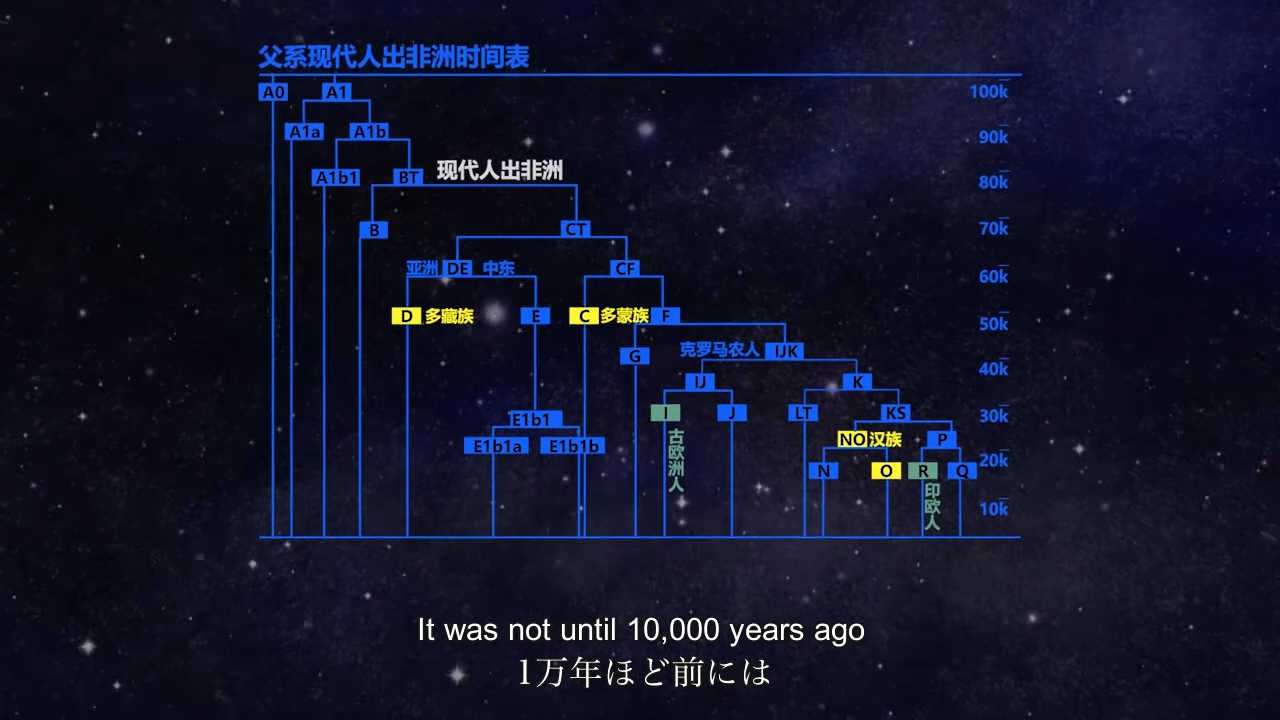 父系现代人出非洲时间表
A0 A1 100k
A1a A1b 90k
A1b1 BT 现代人出非洲 80k
B CT 70k
亚洲 DE 中东 CF 60k
D 多藏族 E C 多蒙族 F 50k
G 克罗马农人 IJK 40k
IJ K
I J LT KS 30k
E1b1
E1b1a E1b1b NO 汉族 P 20k
古欧洲人
N O R Q
印欧人 10k
It was not until 10,000 years ago
1万年ほど前には